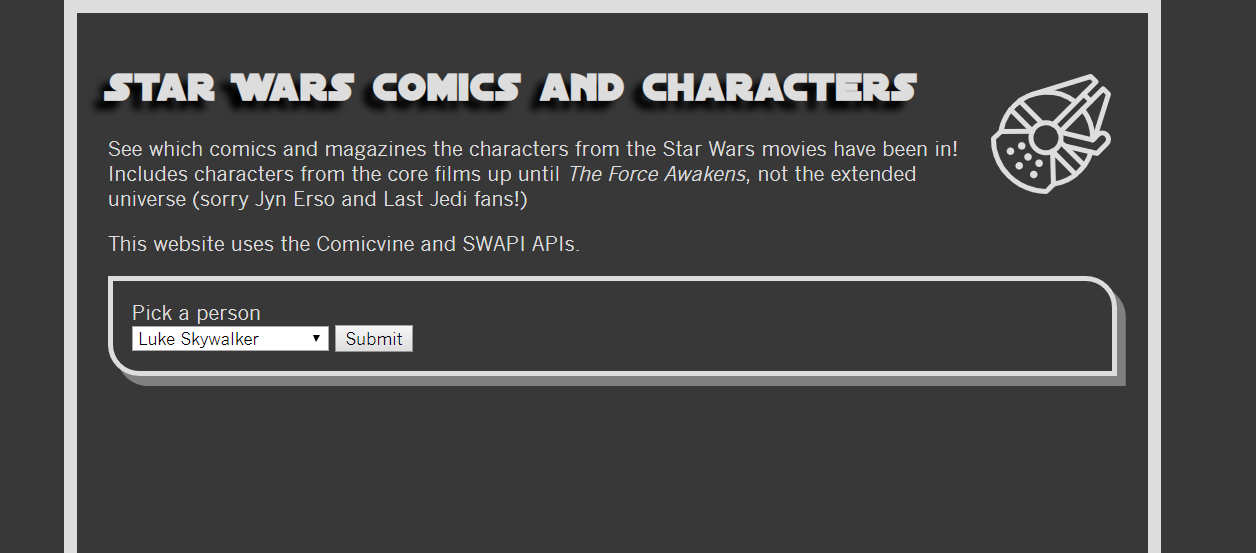 Star Wars Comics and Characters
See which comics and magazines the characters from the Star Wars movies have been in!
Includes characters from the core films up until The Force Awakens, not the extended
universe (sorry Jyn Erso and Last Jedi fans!)
This website uses the Comicvine and SWAPI APIs.
Pick a person
Luke Skywalker Submit